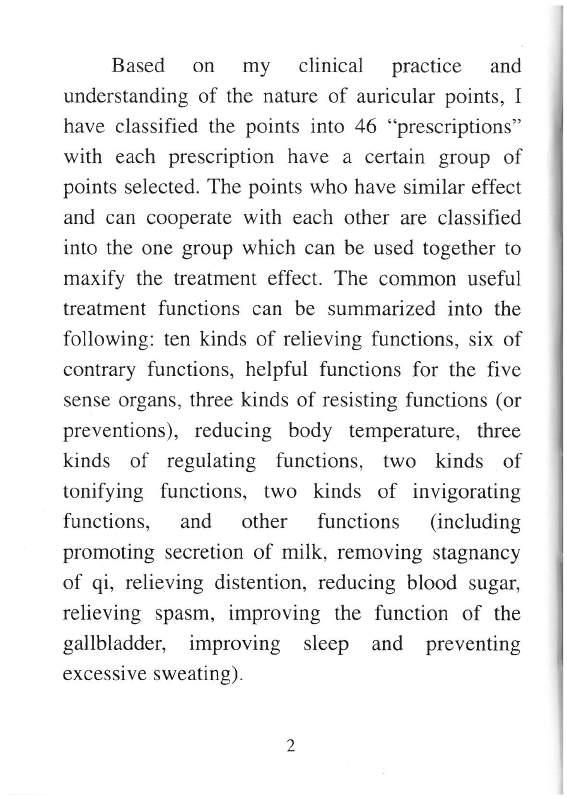 Based on my clinical practice and
understanding of the nature of auricular points, I
have classified the points into 46 “prescriptions”
with each prescription have a certain group of
points selected. The points who have similar effect
and can cooperate with each other are classified
into the one group which can be used together to
maxify the treatment effect. The common useful
treatment functions can be summarized into the
following: ten kinds of relieving functions, six of
contrary functions, helpful functions for the five
sense organs, three kinds of resisting functions (or
preventions), reducing body temperature, three
kinds of regulating functions, two kinds of
tonifying functions, two kinds of invigorating
functions, and other functions (including
promoting secretion of milk, removing stagnancy
of qi, relieving distention, reducing blood sugar,
relieving spasm, improving the function of the
gallbladder, improving sleep and preventing
excessive sweating).
2